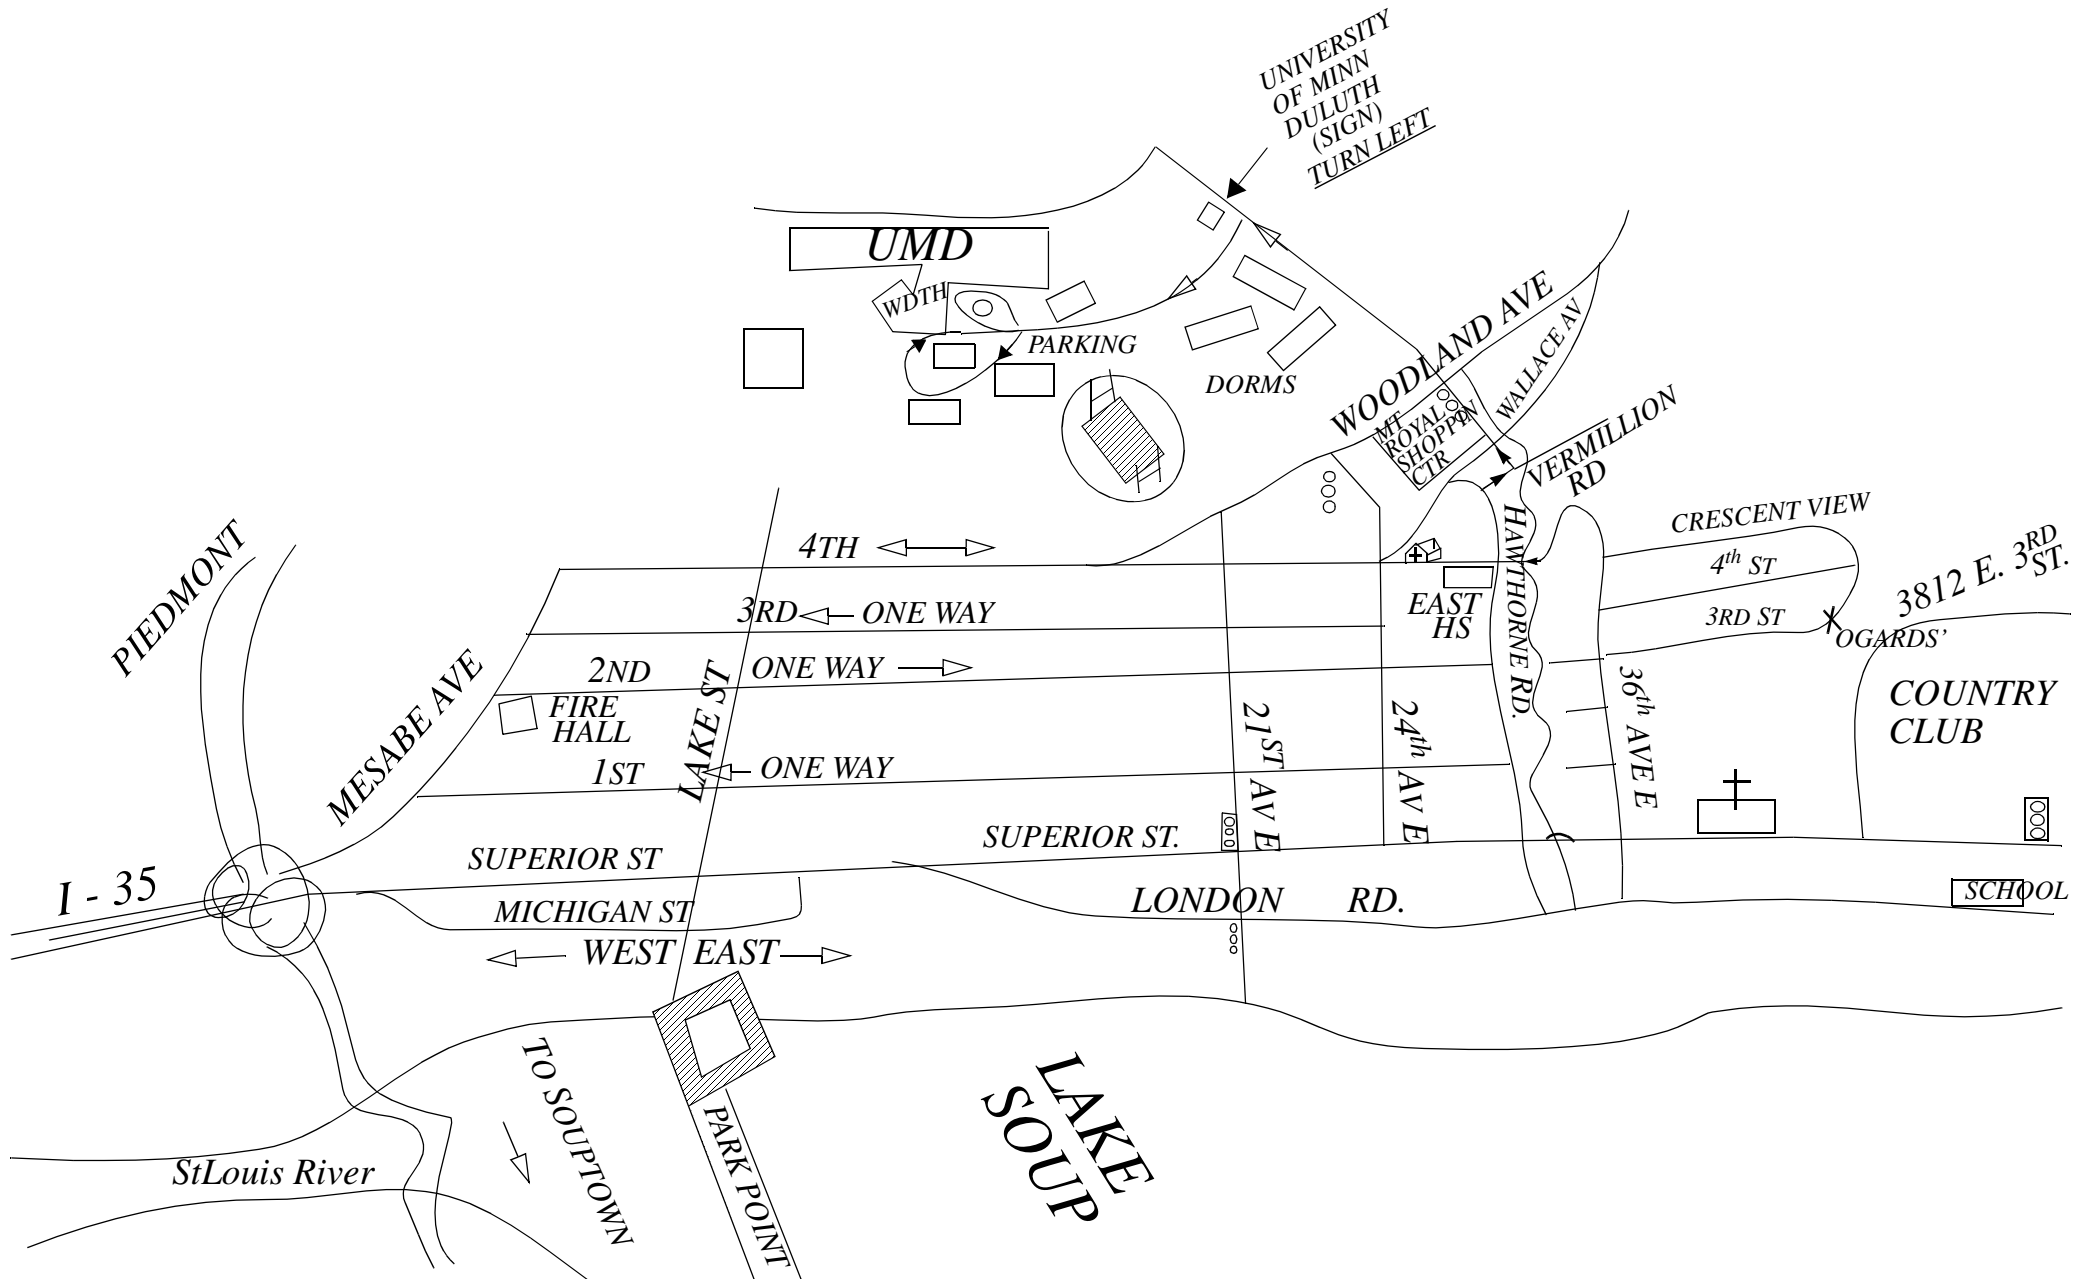 UNIVERSITY
OF MINN
DULUTH
(SIGN)
TURN LEFT
UMD
WDTH
PARKING
DORMS
WOODLAND AVE
WALLACE AV
MT
ROYAL
SHOPPIN
CTR
VERMILLION
RD
HAWTHORNE RD.
CRESCENT VIEW
4th ST
3RD ST
3812 E. 3RD
ST.
OGARDS'
COUNTRY
CLUB
PIEDMONT
MESABE AVE
4TH
3RD
ONE WAY
2ND
ONE WAY
FIRE
HALL
LAKE ST
1ST
ONE WAY
EAST
HS
21ST AV E
24th AV E
36th AVE E
SUPERIOR ST
SUPERIOR ST.
I - 35
MICHIGAN ST
LONDON RD.
SCHOOL
WEST EAST
TO SOUPTOWN
PARK POINT
LAKE
SOUP
StLouis River